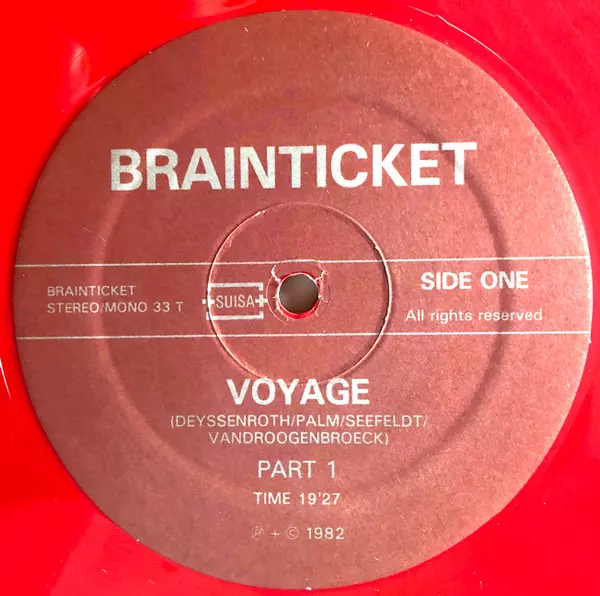 BRAINTICKET
BRAINTICKET
STEREO/MONO 33 T
SUISA
SIDE ONE
All rights reserved
VOYAGE
(DEYSSENROTH/PALM/SEEFELDT/
VANDROOGENBROECK)
PART 1
TIME 19'27
℗ + © 1982